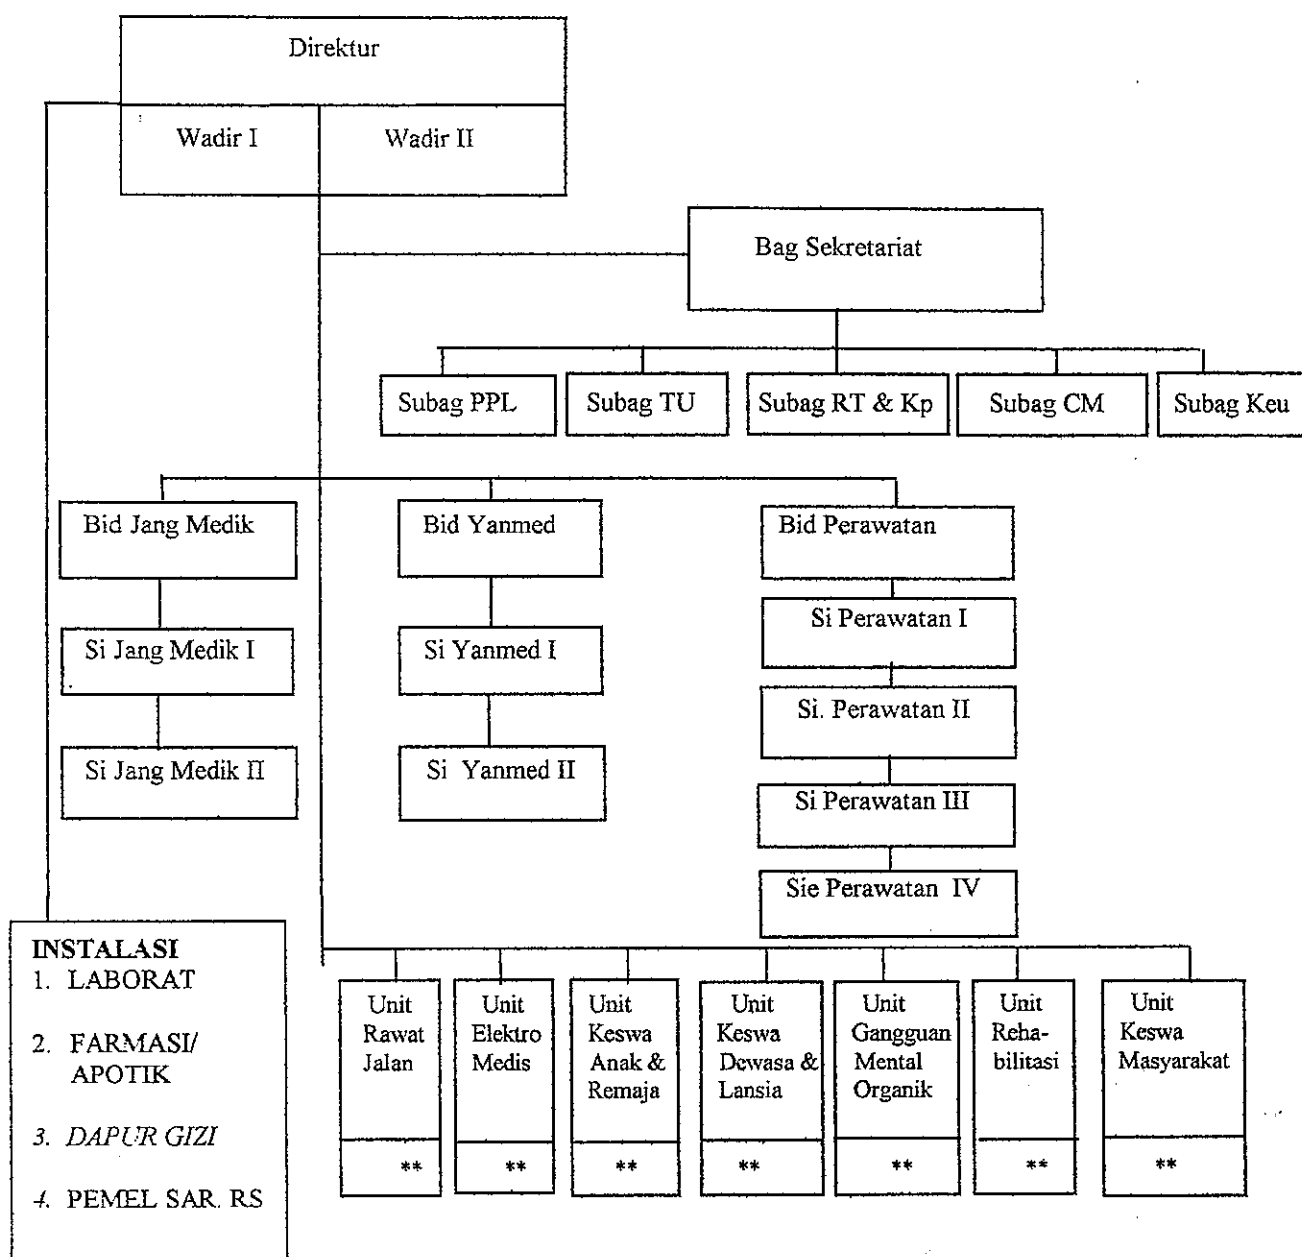 Direktur
Wadir I
Wadir II
Bag Sekretariat
Subag PPL
Subag TU
Subag RT & Kp
Subag CM
Subag Keu
Bid Jang Medik
Bid Yanmed
Bid Perawatan
Si Jang Medik I
Si Yanmed I
Si Perawatan I
Si. Perawatan II
Si Jang Medik II
Si Yanmed II
Si Perawatan III
Sie Perawatan IV
INSTALASI
1. LABORAT
2. FARMASI/
APOTIK
3. DAPUR GIZI
4. PEMEL SAR. RS
Unit
Rawat
Jalan
**
Unit
Elektro
Medis
**
Unit
Keswa
Anak &
Remaja
**
Unit
Keswa
Dewasa &
Lansia
**
Unit
Gangguan
Mental
Organik
**
Unit
Reha-
bilitasi
**
Unit
Keswa
Masyarakat
**